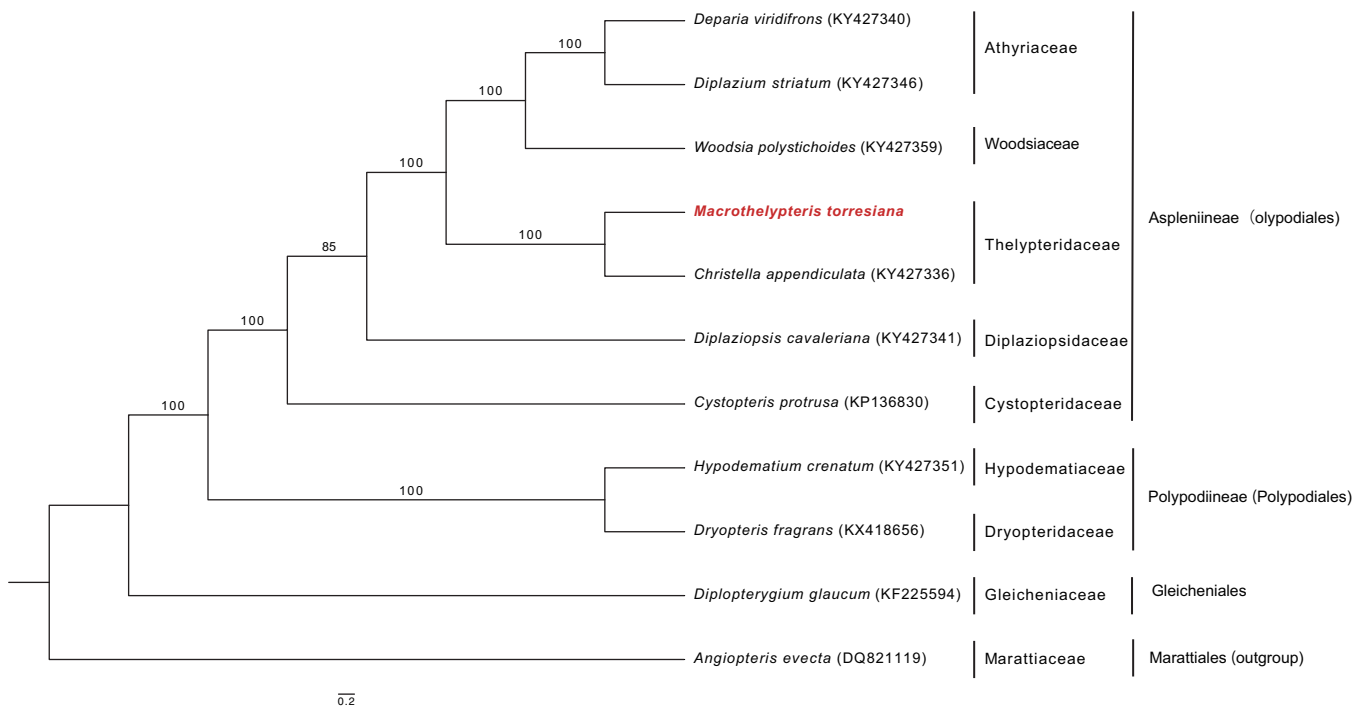 Deparia viridifrons (KY427340)
100
Athyriaceae
Diplazium striatum (KY427346)
100
Woodsia polystichoides (KY427359)
Woodsiaceae
100
Macrothelypteris torresiana
Aspleniineae (olypodiales)
100
Thelypteridaceae
85
Christella appendiculata (KY427336)
100
Diplaziopsis cavaleriana (KY427341)
Diplaziopsidaceae
Cystopteris protrusa (KP136830)
Cystopteridaceae
100
Hypodematium crenatum (KY427351)
Hypodematiaceae
100
Polypodiineae (Polypodiales)
Dryopteris fragrans (KX418656)
Dryopteridaceae
Diplopterygium glaucum (KF225594)
Gleicheniaceae
Gleicheniales
Angiopteris evecta (DQ821119)
Marattiaceae
Marattiales (outgroup)
0.2